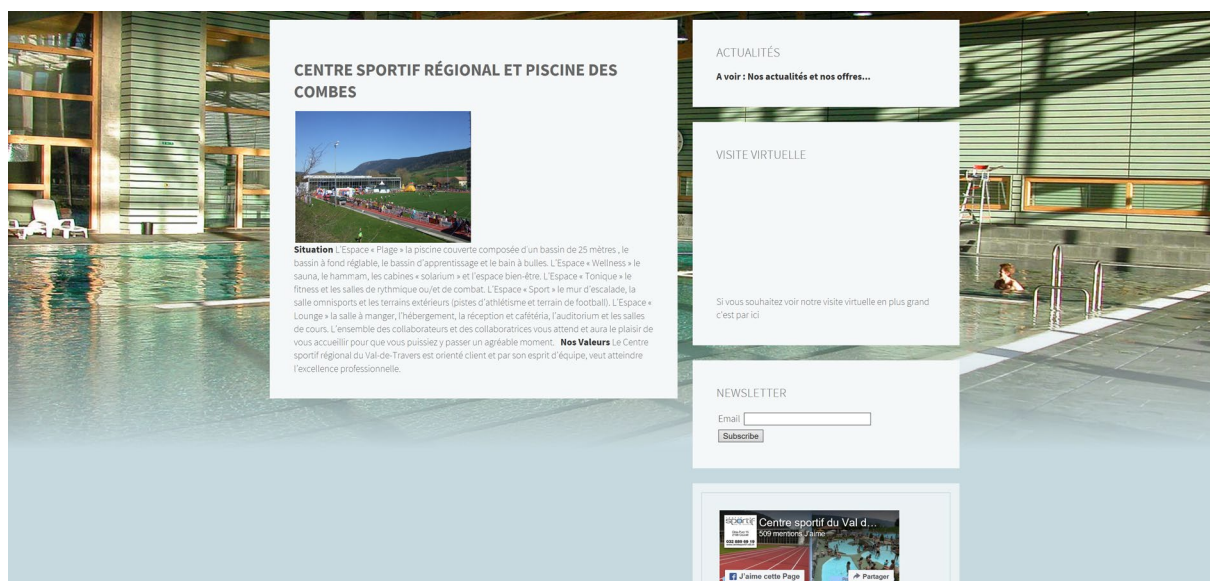 CENTRE SPORTIF RÉGIONAL ET PISCINE DES
COMBES
Situation L'Espace « Plage » la piscine couverte composée d'un bassin de 25 mètres , le
bassin à fond réglable, le bassin d'apprentissage et le bain à bulles. L'Espace « Wellness » le
sauna, le hammam, les cabines « solarium » et l'espace bien-être. L'Espace « Tonique » le
fitness et les salles de rythmique ou/et de combat. L'Espace « Sport » le mur d'escalade, la
salle omnisports et les terrains extérieurs (pistes d'athlétisme et terrain de football). L'Espace «
Lounge » la salle à manger, l'hébergement, la réception et cafétéria, l'auditorium et les salles
de cours. L'ensemble des collaborateurs et des collaboratrices vous attend et aura le plaisir de
vous accueillir pour que vous puissiez y passer un agréable moment. Nos Valeurs Le Centre
sportif régional du Val-de-Travers est orienté client et par son esprit d'équipe, veut atteindre
l'excellence professionnelle.
ACTUALITÉS
A voir : Nos actualités et nos offres...
VISITE VIRTUELLE
Si vous souhaitez voir notre visite virtuelle en plus grand
c'est par ici
NEWSLETTER
Email
Subscribe
sportif
Centre sportif du Val d...
509 mentions J'aime
J'aime cette Page
Partager